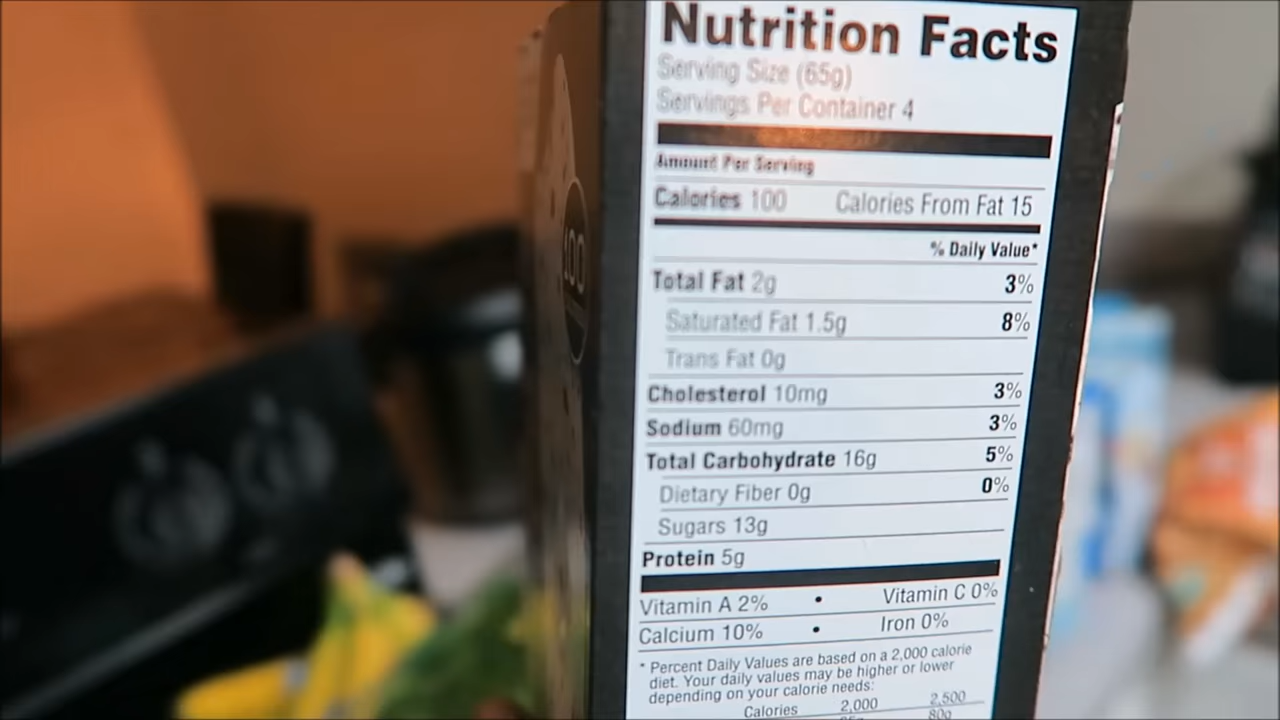 Nutrition Facts
Serving Size (65g)
Servings Per Container 4
Amount Per Serving
Calories 100 Calories From Fat 15
% Daily Value*
Total Fat 2g 3%
Saturated Fat 1.5g 8%
Trans Fat 0g
Cholesterol 10mg 3%
Sodium 60mg 3%
Total Carbohydrate 16g 5%
Dietary Fiber 0g 0%
Sugars 13g
Protein 5g
Vitamin A 2% • Vitamin C 0%
Calcium 10% • Iron 0%
* Percent Daily Values are based on a 2,000 calorie
diet. Your daily values may be higher or lower
depending on your calorie needs:
Calories 2,000 2,500
80g
100